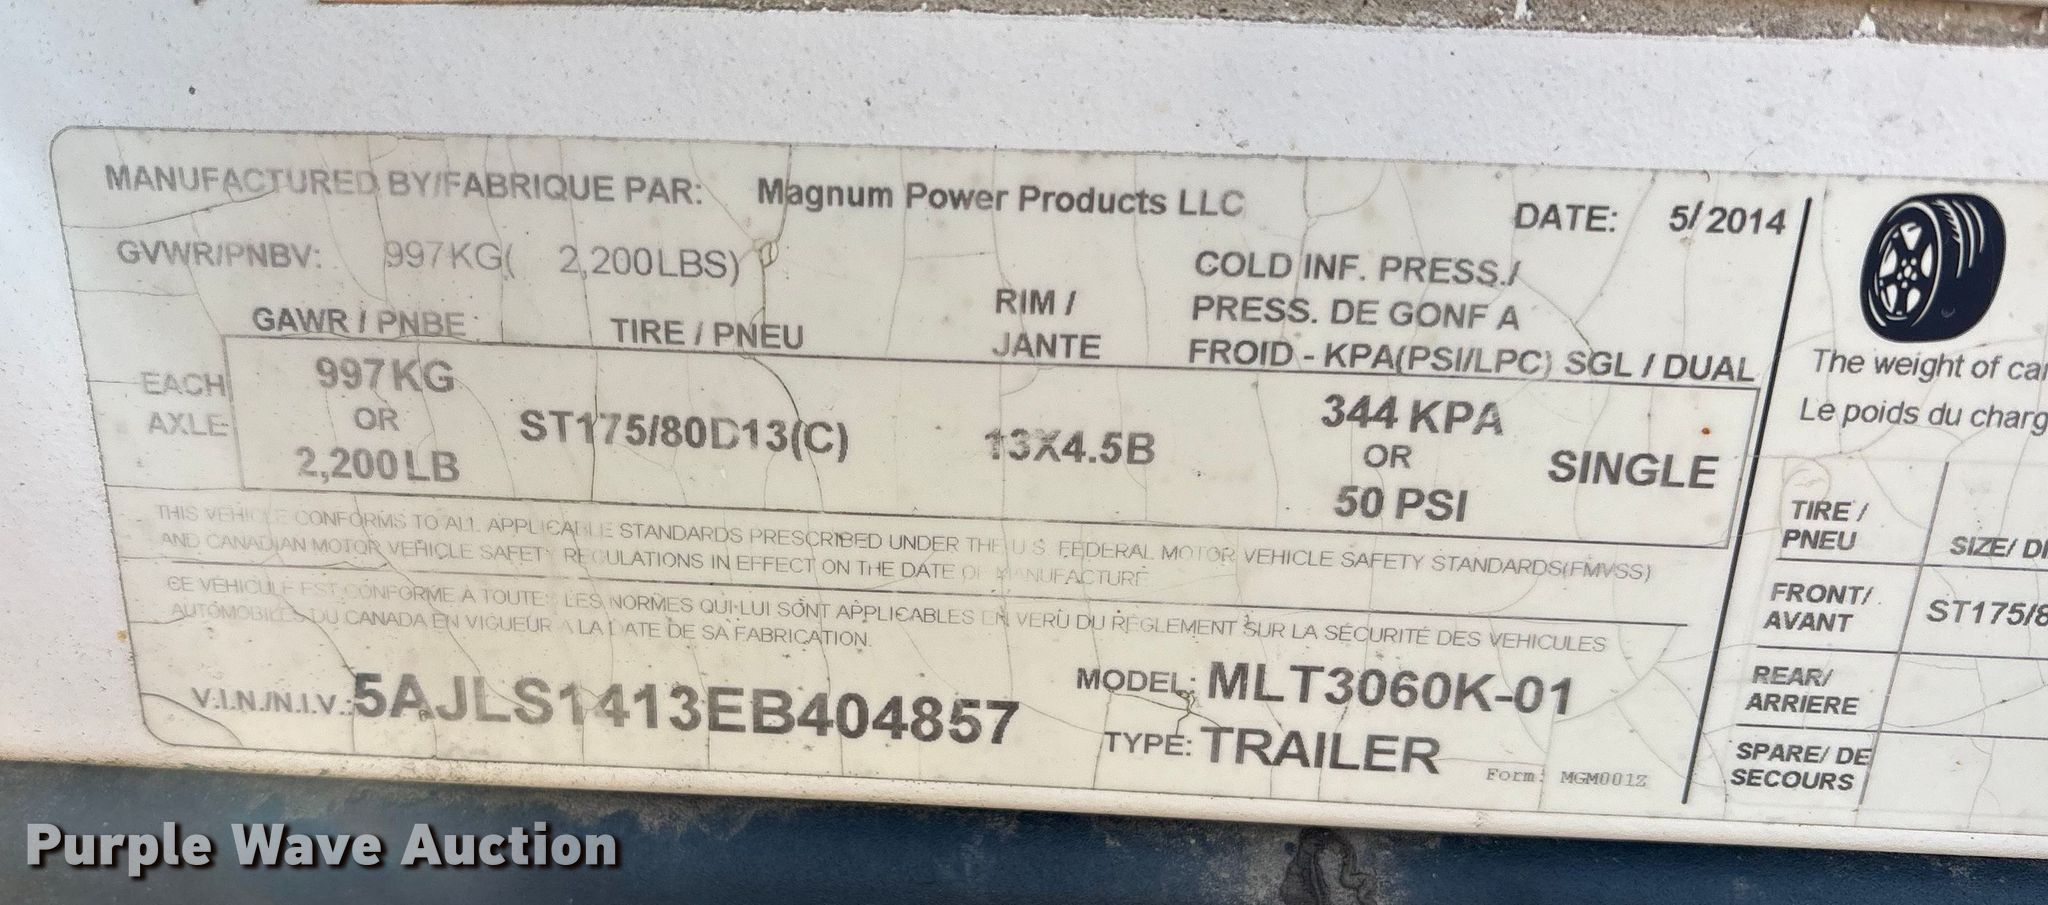 MANUFACTURED BY/FABRIQUE PAR: Magnum Power Products LLC DATE: 5/2014
GVWR/PNBV: 997KG( 2,200LBS)
GAWR / PNBE TIRE / PNEU RIM / JANTE
COLD INF. PRESS./
PRESS. DE GONF A
FROID - KPA(PSI/LPC) SGL / DUAL
EACH
AXLE
997KG
OR
2,200LB
ST175/80D13(C)
13X4.5B
344 KPA
OR
50 PSI
SINGLE
THIS VEHICLE CONFORMS TO ALL APPLICABLE STANDARDS PRESCRIBED UNDER THE U.S. FEDERAL MOTOR VEHICLE SAFETY STANDARDS(FMVSS)
AND CANADIAN MOTOR VEHICLE SAFETY REGULATIONS IN EFFECT ON THE DATE OF MANUFACTURE
CE VÉHICULE EST CONFORME A TOUTES LES NORMES QUI LUI SONT APPLICABLES EN VERU DU RÉGLEMENT SUR LA SÉCURITÉ DES VEHICULES
AUTOMOBILES DU CANADA EN VIGUEUR A LA DATE DE SA FABRICATION.
V.I.N./N.I.V.: 5AJLS1413EB404857
MODEL: MLT3060K-01
TYPE: TRAILER
Form: MGM001Z
The weight of ca
Le poids du charg
TIRE /
PNEU
SIZE/ DI
FRONT/
AVANT
ST175/8
REAR/
ARRIERE
SPARE/ DE
SECOURS
Purple Wave Auction